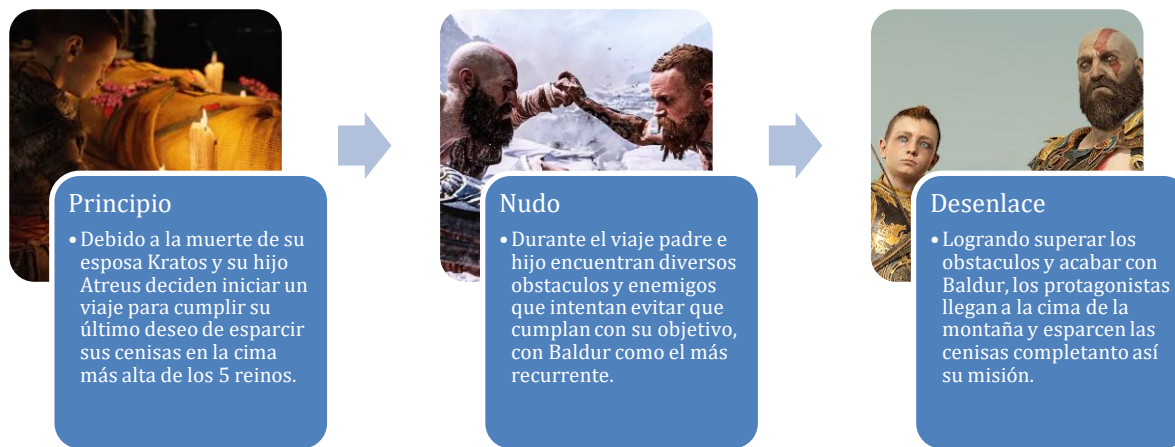 Principio
• Debido a la muerte de su
esposa Kratos y su hijo
Atreus deciden iniciar un
viaje para cumplir su
último deseo de esparcir
sus cenisas en la cima
más alta de los 5 reinos.
Nudo
• Durante el viaje padre e
hijo encuentran diversos
obstaculos y enemigos
que intentan evitar que
cumplan con su objetivo,
con Baldur como el más
recurrente.
Desenlace
• Logrando superar los
obstaculos y acabar con
Baldur, los protagonistas
llegan a la cima de la
montaña y esparcen las
cenisas completanto así
su misión.